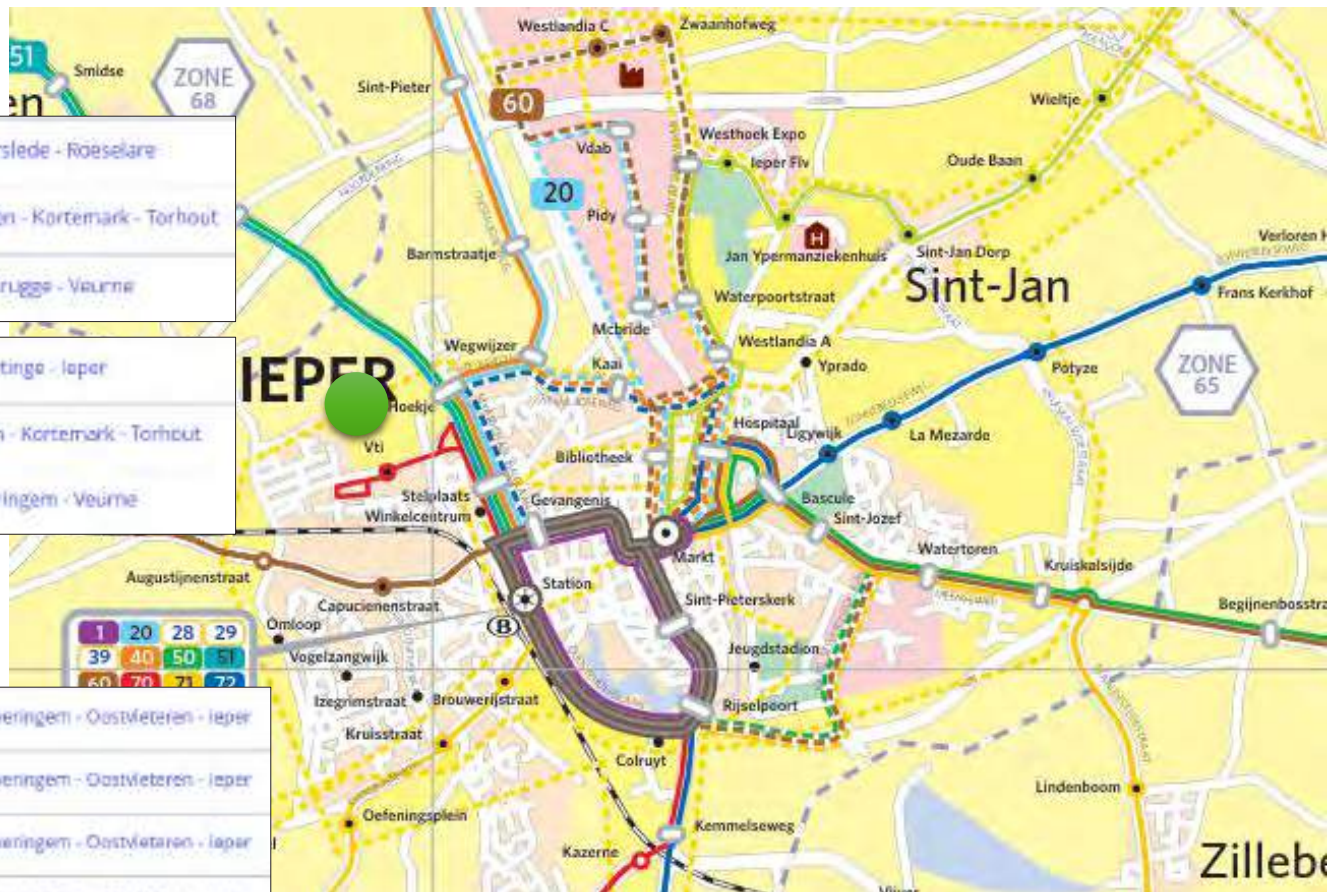 51
Smidse
ZONE
68
Westlandia C
Zwaanhofweg
Sint-Pieter
60
Wieltje
Westhoek Expo
Vdab
Ieper Flv
Oude Baan
- Roeselare
20
Pidy
- Kortemark - Torhout
Barmstraatje
Jan Ypermanziekenhuis
H
Sint-Jan Dorp
Verloren
Sint-Jan
Frans Kerkhof
- Veurne
Waterpoortstraat
Mcbride
Wegwijzer
Westlandia A
Kaai
Yprado
Potyze
ZONE
65
- Ieper
IEPER
Hoekje
Hospitaal
Ligywijk
La Mezarde
- Kortemark - Torhout
Vti
Bibliotheek
Stelplaats
Winkelcentrum
Gevangenis
Bascule
Sint-Jozef
- Veurne
Markt
Watertoren
Kruiskalsijde
Augustijnenstraat
Station
Capucienenstraat
Sint-Pieterskerk
B
Omloop
1 20 28 29
39 40 50 51
60 70 71 72
Vogelzangwijk
Jeugdstadion
Izegrimstraat
Brouwerijstraat
Rijselpoort
- Oostvleteren - Ieper
Kruisstraat
Colruyt
- Oostvleteren - Ieper
Lindenboom
Oefeningsplein
Kemmelseweg
- Oostvleteren - Ieper
Kazerne